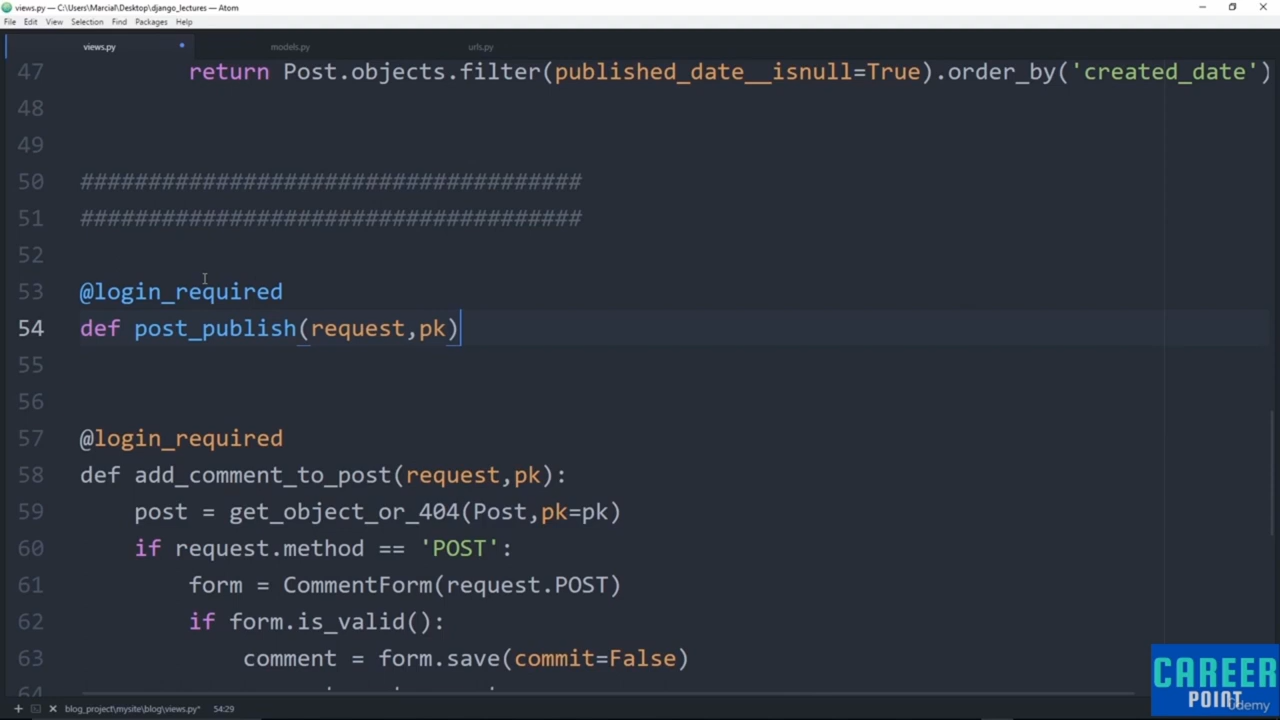 views.py — C:\Users\Marcial\Desktop\django_lectures — Atom
File Edit View Selection Find Packages Help
views.py models.py urls.py
47 return Post.objects.filter(published_date__isnull=True).order_by('created_date')
48
49
50 #####################################
51 #####################################
52
53 @login_required
54 def post_publish(request,pk)
55
56
57 @login_required
58 def add_comment_to_post(request,pk):
59 post = get_object_or_404(Post,pk=pk)
60 if request.method == 'POST':
61 form = CommentForm(request.POST)
62 if form.is_valid():
63 comment = form.save(commit=False)
64
blog_project\mysite\blog\views.py* 54:29
CAREER
POINT
Udemy